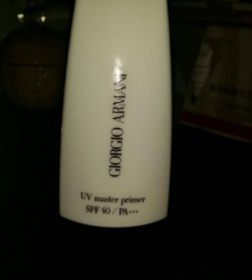 GIORGIO ARMANI
UV master primer
SPF 40 / PA+++